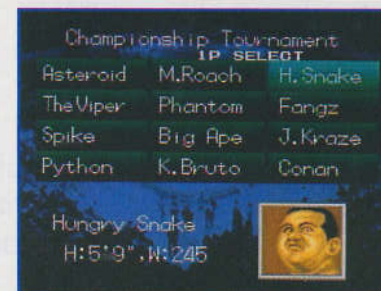 Championship Tournament
1P SELECT
Asteroid M.Roach H.Snake
The Viper Phantom Fangz
Spike Big Ape J.Kraze
Python K.Bruto Conan
Hungry Snake
H:5'9",W:245